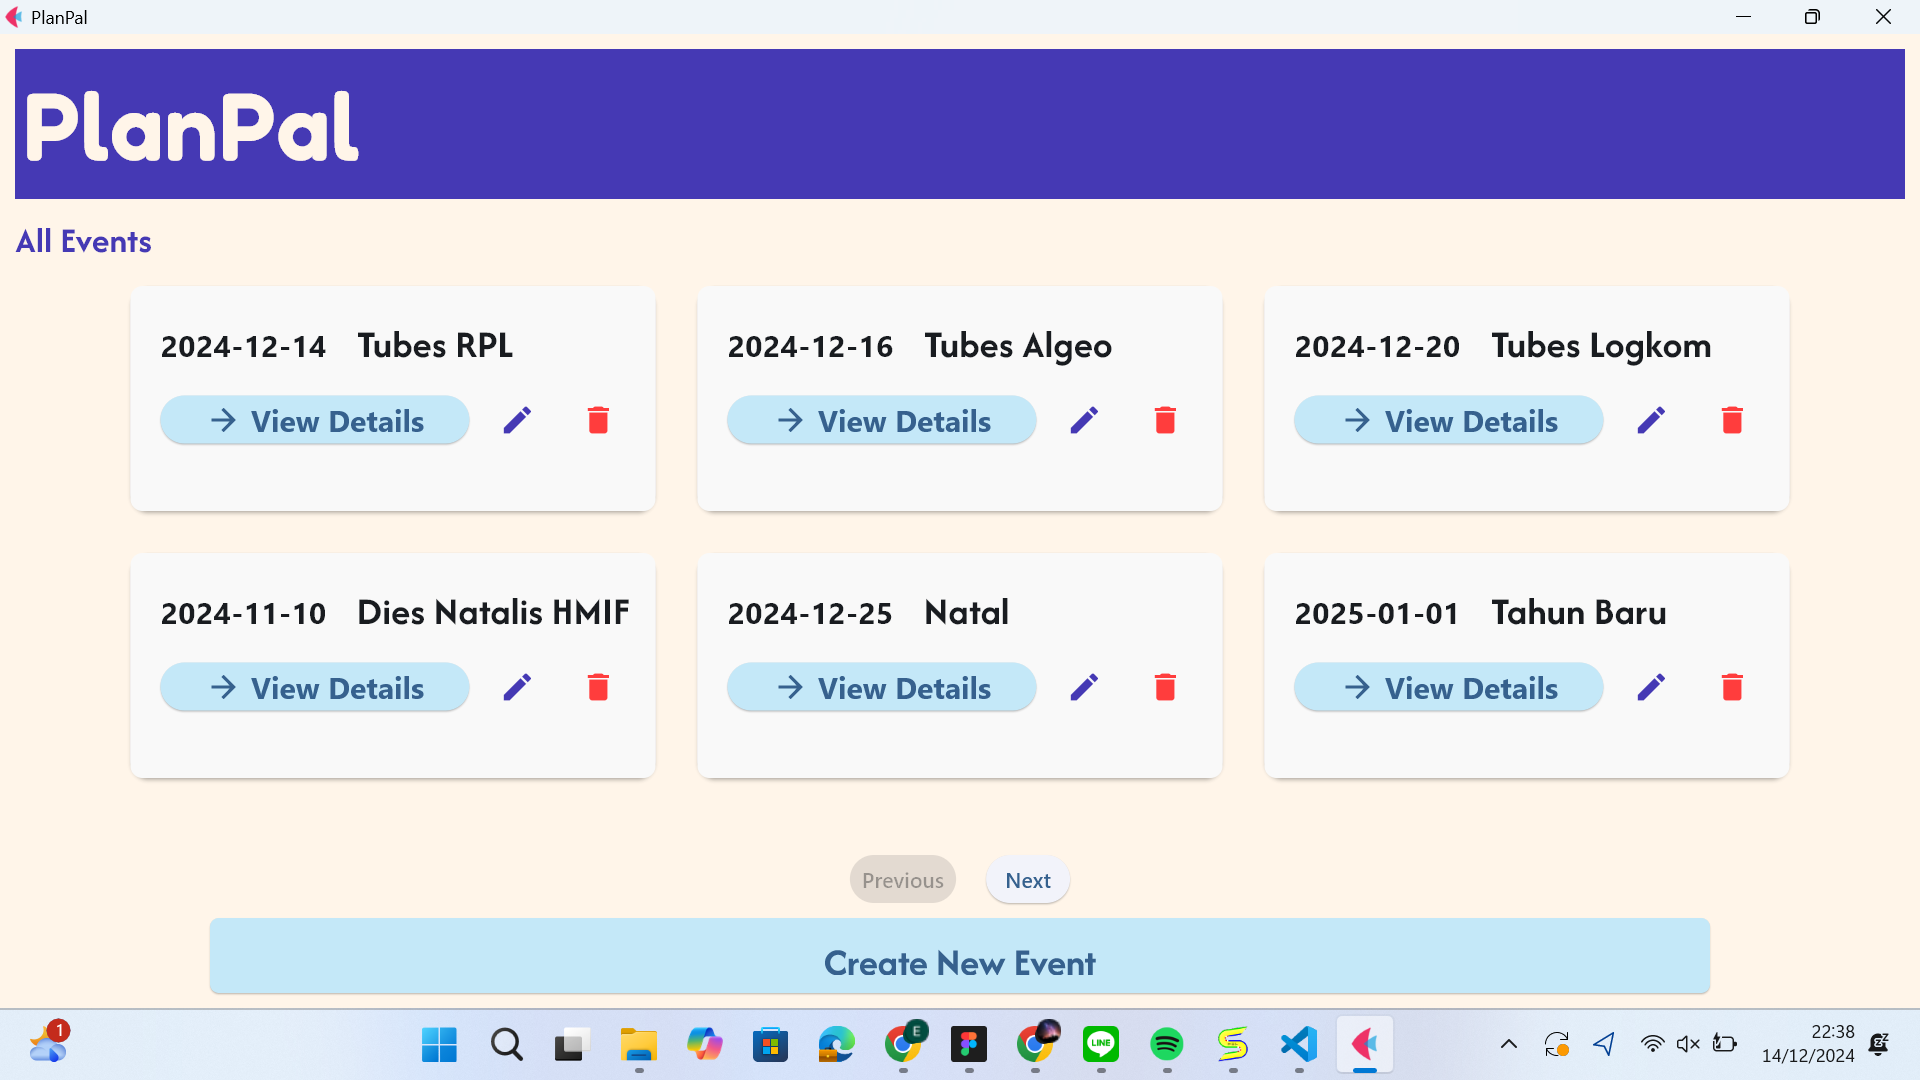 PlanPal
PlanPal
All Events
2024-12-14 Tubes RPL
View Details
2024-12-16 Tubes Algeo
View Details
2024-12-20 Tubes Logkom
View Details
2024-11-10 Dies Natalis HMIF
View Details
2024-12-25 Natal
View Details
2025-01-01 Tahun Baru
View Details
Previous Next
Create New Event
1
E
LINE
22:38
14/12/2024